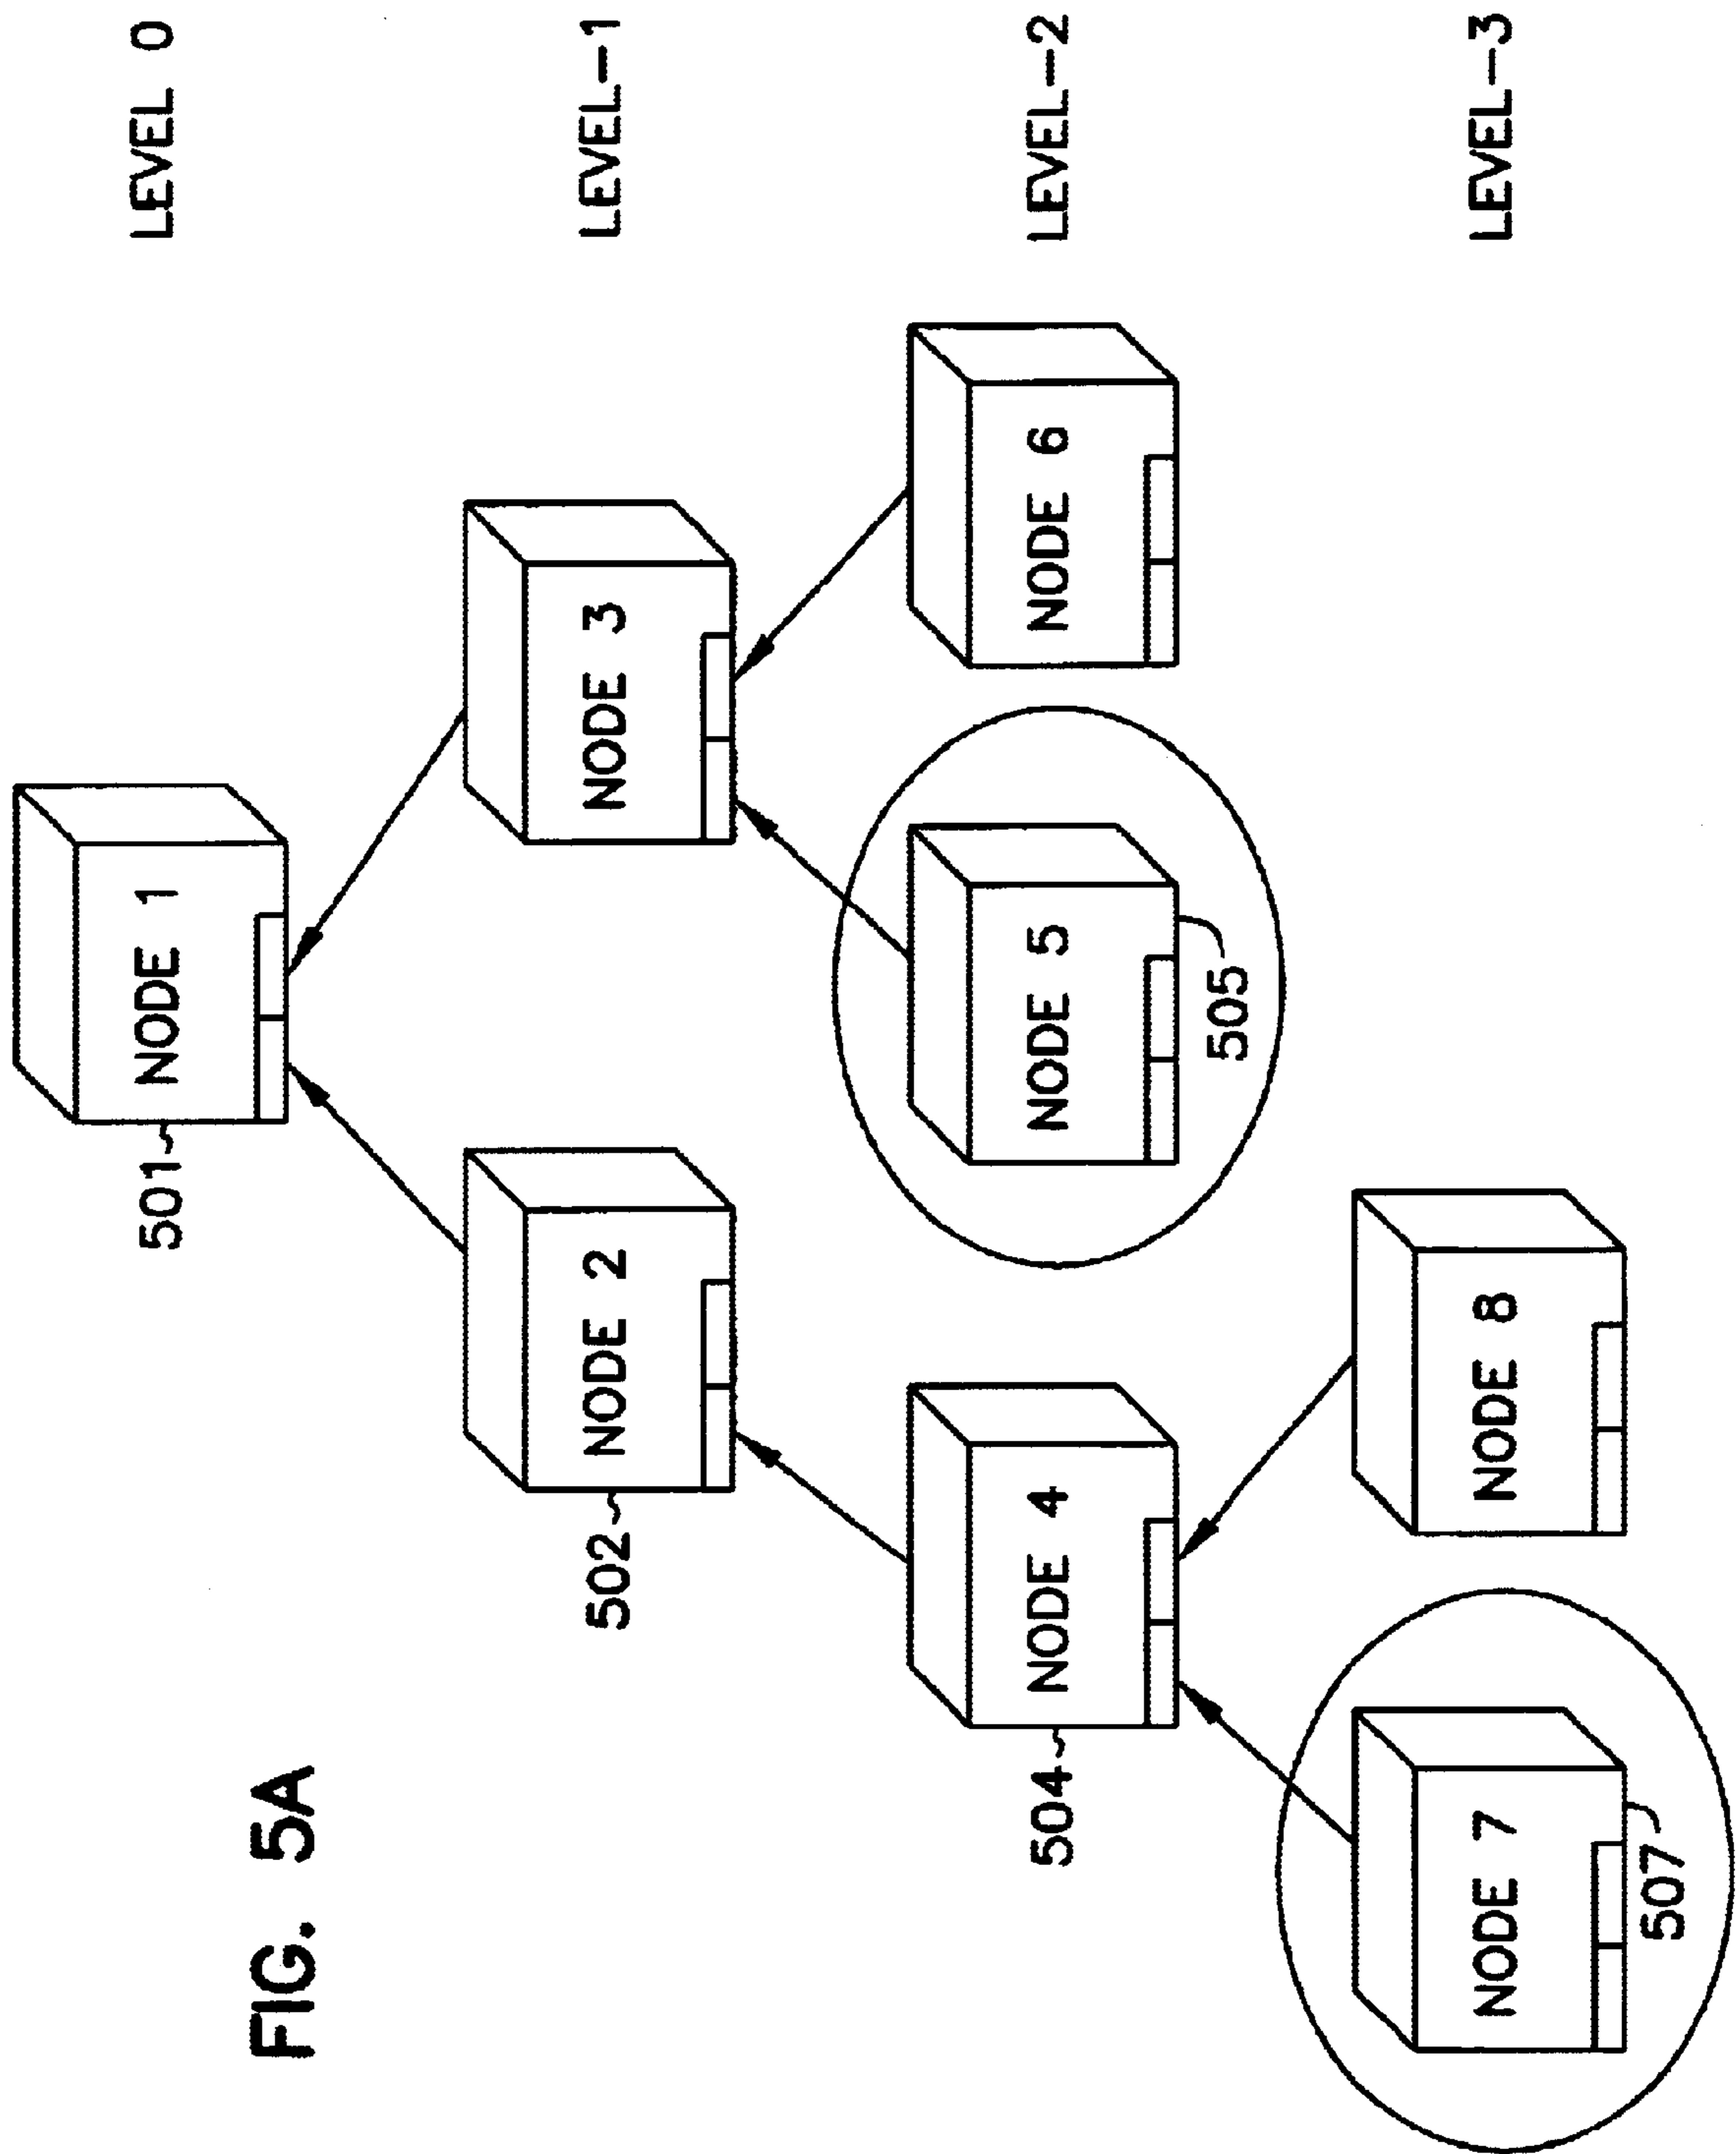 FIG. 5A
LEVEL 0
501
NODE 1
LEVEL-1
502
NODE 2
NODE 3
LEVEL-2
504
NODE 4
NODE 5
505
NODE 6
LEVEL-3
NODE 7
507
NODE 8